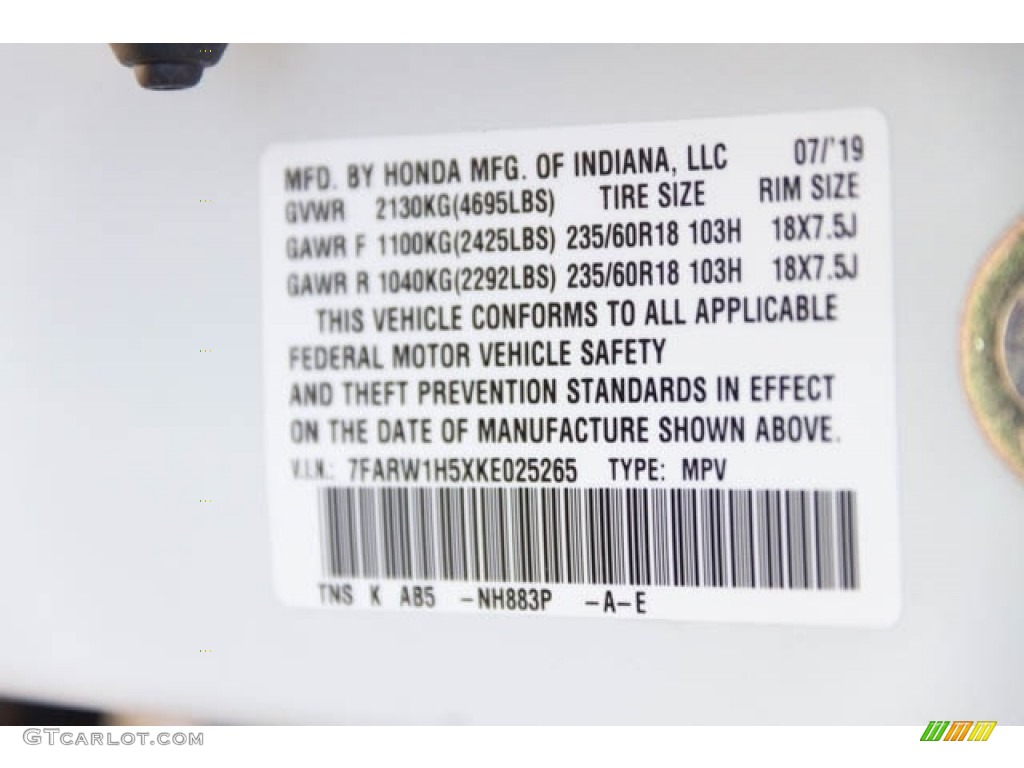 MFD. BY HONDA MFG. OF INDIANA, LLC 07/'19
GVWR 2130KG(4695LBS) TIRE SIZE RIM SIZE
GAWR F 1100KG(2425LBS) 235/60R18 103H 18X7.5J
GAWR R 1040KG(2292LBS) 235/60R18 103H 18X7.5J
THIS VEHICLE CONFORMS TO ALL APPLICABLE
FEDERAL MOTOR VEHICLE SAFETY
AND THEFT PREVENTION STANDARDS IN EFFECT
ON THE DATE OF MANUFACTURE SHOWN ABOVE.
V.I.N.: 7FARW1H5XKE025265 TYPE: MPV
TNS K AB5 -NH883P -A-E
GTCARLOT.COM